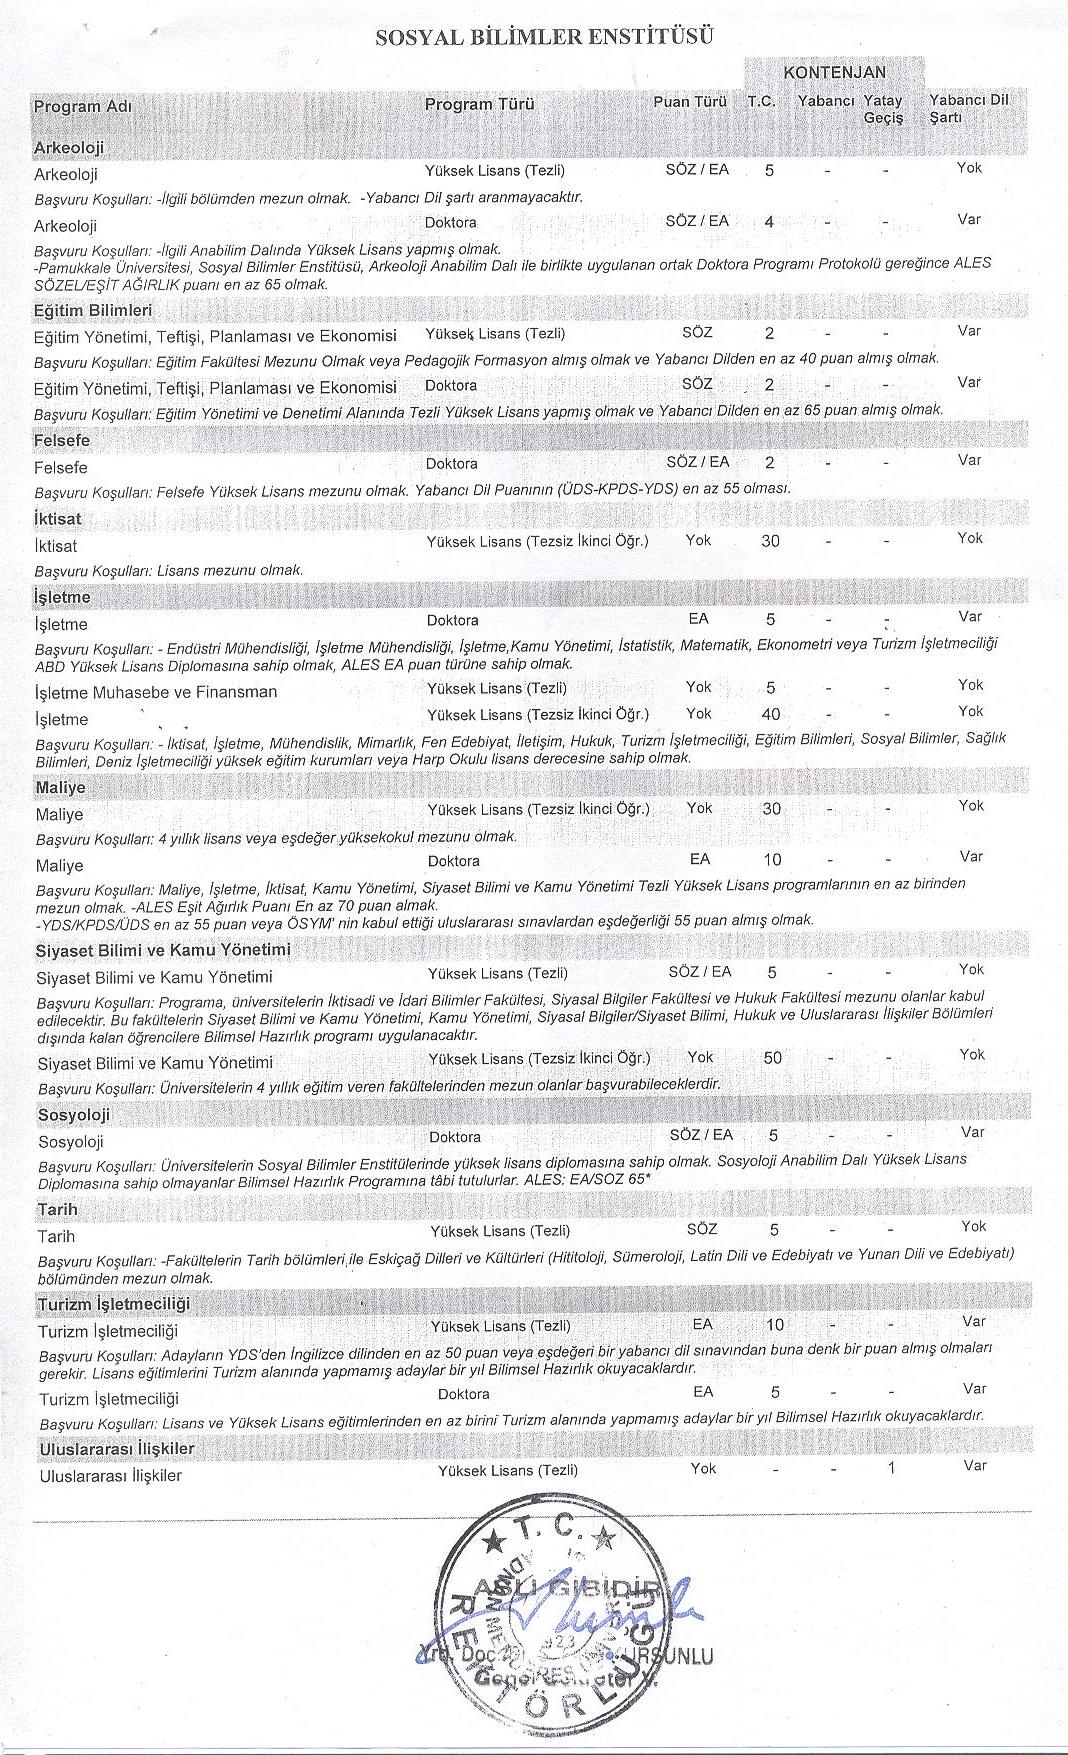 SOSYAL BİLİMLER ENSTİTÜSÜ
KONTENJAN
Program Adı Program Türü Puan Türü T.C. Yabancı Yatay Geçiş Yabancı Dil Şartı
Arkeoloji
Arkeoloji Yüksek Lisans (Tezli) SÖZ / EA 5 - - Yok
Başvuru Koşulları: -İlgili bölümden mezun olmak. -Yabancı Dil şartı aranmayacaktır.
Arkeoloji Doktora SÖZ / EA 4 - - Var
Başvuru Koşulları: -İlgili Anabilim Dalında Yüksek Lisans yapmış olmak.
-Pamukkale Üniversitesi, Sosyal Bilimler Enstitüsü, Arkeoloji Anabilim Dalı ile birlikte uygulanan ortak Doktora Programı Protokolü gereğince ALES
SÖZEL/EŞİT AĞIRLIK puanı en az 65 olmak.
Eğitim Bilimleri
Eğitim Yönetimi, Teftişi, Planlaması ve Ekonomisi Yüksek Lisans (Tezli) SÖZ 2 - - Var
Başvuru Koşulları: Eğitim Fakültesi Mezunu Olmak veya Pedagojik Formasyon almış olmak ve Yabancı Dilden en az 40 puan almış olmak.
Eğitim Yönetimi, Teftişi, Planlaması ve Ekonomisi Doktora SÖZ 2 - - Var
Başvuru Koşulları: Eğitim Yönetimi ve Denetimi Alanında Tezli Yüksek Lisans yapmış olmak ve Yabancı Dilden en az 65 puan almış olmak.
Felsefe
Felsefe Doktora SÖZ / EA 2 - - Var
Başvuru Koşulları: Felsefe Yüksek Lisans mezunu olmak. Yabancı Dil Puanının (ÜDS-KPDS-YDS) en az 55 olması.
İktisat
İktisat Yüksek Lisans (Tezsiz İkinci Öğr.) Yok 30 - - Yok
Başvuru Koşulları: Lisans mezunu olmak.
İşletme
İşletme Doktora EA 5 - - Var
Başvuru Koşulları: - Endüstri Mühendisliği, İşletme Mühendisliği, İşletme,Kamu Yönetimi, İstatistik, Matematik, Ekonometri veya Turizm İşletmeciliği
ABD Yüksek Lisans Diplomasına sahip olmak, ALES EA puan türüne sahip olmak.
İşletme Muhasebe ve Finansman Yüksek Lisans (Tezli) Yok 5 - - Yok
İşletme Yüksek Lisans (Tezsiz İkinci Öğr.) Yok 40 - - Yok
Başvuru Koşulları: - İktisat, İşletme, Mühendislik, Mimarlık, Fen Edebiyat, İletişim, Hukuk, Turizm İşletmeciliği, Eğitim Bilimleri, Sosyal Bilimler, Sağlık
Bilimleri, Deniz İşletmeciliği yüksek eğitim kurumları veya Harp Okulu lisans derecesine sahip olmak.
Maliye
Maliye Yüksek Lisans (Tezsiz İkinci Öğr.) Yok 30 - - Yok
Başvuru Koşulları: 4 yıllık lisans veya eşdeğer yüksekokul mezunu olmak.
Maliye Doktora EA 10 - - Var
Başvuru Koşulları: Maliye, İşletme, İktisat, Kamu Yönetimi, Siyaset Bilimi ve Kamu Yönetimi Tezli Yüksek Lisans programlarının en az birinden
mezun olmak. -ALES Eşit Ağırlık Puanı En az 70 puan almak.
-YDS/KPDS/ÜDS en az 55 puan veya ÖSYM' nin kabul ettiği uluslararası sınavlardan eşdeğerliği 55 puan almış olmak.
Siyaset Bilimi ve Kamu Yönetimi
Siyaset Bilimi ve Kamu Yönetimi Yüksek Lisans (Tezli) SÖZ / EA 5 - - Yok
Başvuru Koşulları: Programa, üniversitelerin İktisadi ve İdari Bilimler Fakültesi, Siyasal Bilgiler Fakültesi ve Hukuk Fakültesi mezunu olanlar kabul
edilecektir. Bu fakültelerin Siyaset Bilimi ve Kamu Yönetimi, Kamu Yönetimi, Siyasal Bilgiler/Siyaset Bilimi, Hukuk ve Uluslararası İlişkiler Bölümleri
dışında kalan öğrencilere Bilimsel Hazırlık programı uygulanacaktır.
Siyaset Bilimi ve Kamu Yönetimi Yüksek Lisans (Tezsiz İkinci Öğr.) Yok 50 - - Yok
Başvuru Koşulları: Üniversitelerin 4 yıllık eğitim veren fakültelerinden mezun olanlar başvurabileceklerdir.
Sosyoloji
Sosyoloji Doktora SÖZ / EA 5 - - Var
Başvuru Koşulları: Üniversitelerin Sosyal Bilimler Enstitülerinde yüksek lisans diplomasına sahip olmak. Sosyoloji Anabilim Dalı Yüksek Lisans
Diplomasına sahip olmayanlar Bilimsel Hazırlık Programına tâbi tutulurlar. ALES: EA/SOZ 65*
Tarih
Tarih Yüksek Lisans (Tezli) SÖZ 5 - - Yok
Başvuru Koşulları: -Fakültelerin Tarih bölümleri ile Eskiçağ Dilleri ve Kültürleri (Hititoloji, Sümeroloji, Latin Dili ve Edebiyatı ve Yunan Dili ve Edebiyatı)
bölümünden mezun olmak.
Turizm İşletmeciliği
Turizm İşletmeciliği Yüksek Lisans (Tezli) EA 10 - - Var
Başvuru Koşulları: Adayların YDS'den İngilizce dilinden en az 50 puan veya eşdeğeri bir yabancı dil sınavından buna denk bir puan almış olmaları
gerekir. Lisans eğitimlerini Turizm alanında yapmamış adaylar bir yıl Bilimsel Hazırlık okuyacaklardır.
Turizm İşletmeciliği Doktora EA 5 - - Var
Başvuru Koşulları: Lisans ve Yüksek Lisans eğitimlerinden en az birini Turizm alanında yapmamış adaylar bir yıl Bilimsel Hazırlık okuyacaklardır.
Uluslararası İlişkiler
Uluslararası İlişkiler Yüksek Lisans (Tezli) Yok - - 1 Var
T. C.
ASLI GİBİDİR
Yrd. Doç.
Genel Sekreter V.
REKTÖRLÜĞÜ